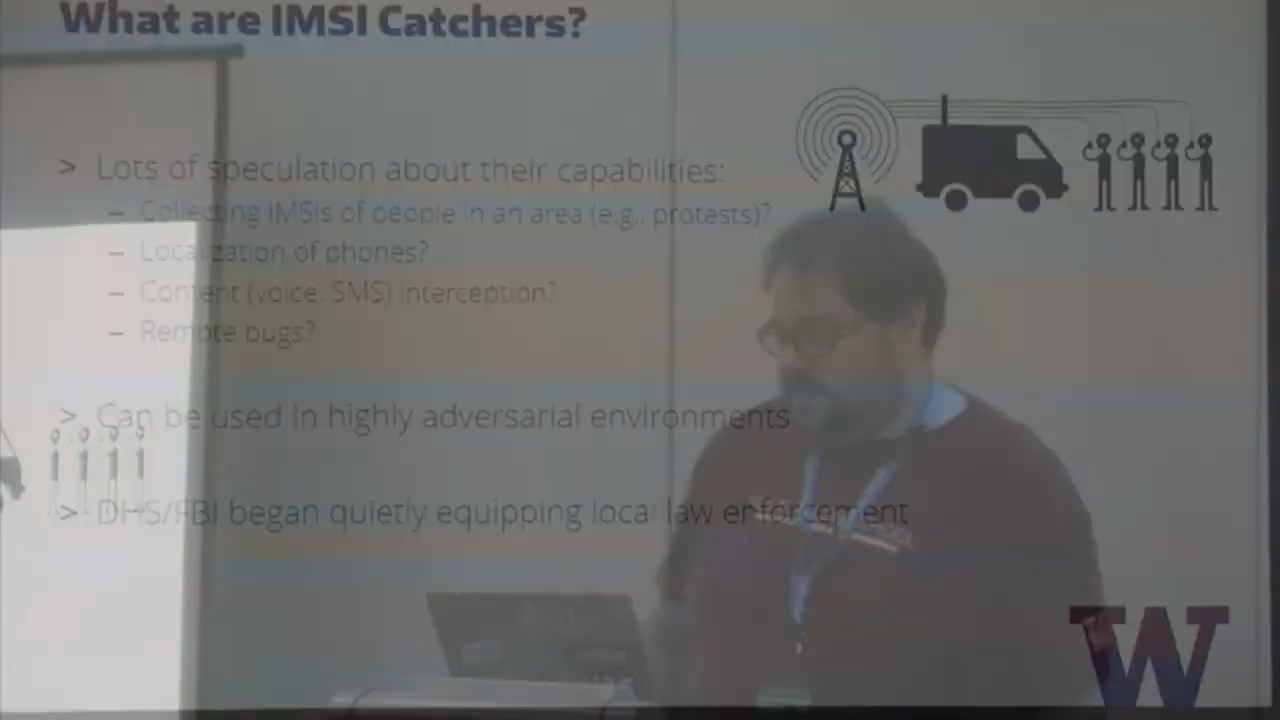 What are IMSI Catchers?
> Lots of speculation about their capabilities:
– Collecting IMSIs of people in an area (e.g., protests)?
– Localization of phones?
– Content (voice, SMS) interception?
– Remote bugs?
> Can be used in highly adversarial environments
> DHS/FBI began quietly equipping local law enforcement
W